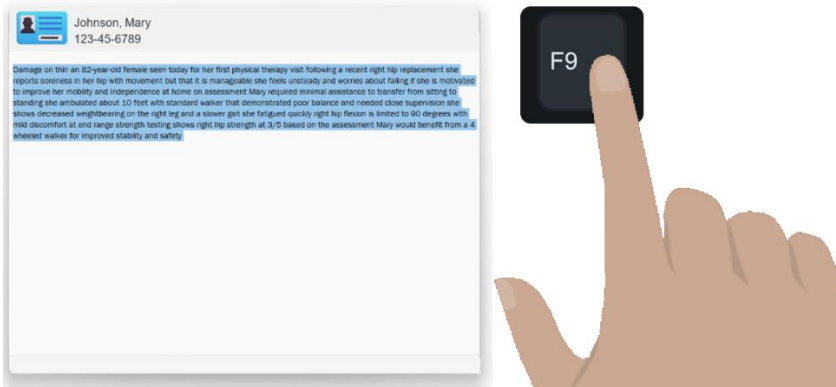 Johnson, Mary
123-45-6789
Damage on thin an 82-year-old female seen today for her first physical therapy visit following a recent right hip replacement she
reports soreness in her hip with movement but that it is manageable she feels unsteady and worries about falling if she is motivated
to improve her mobility and independence at home on assessment Mary required minimal assistance to transfer from sitting to
standing she ambulated about 10 feet with standard walker that demonstrated poor balance and needed close supervision she
shows decreased weightbearing on the right leg and a slower gait she fatigued quickly right hip flexion is limited to 90 degrees with
mild discomfort at end range strength testing shows right hip strength at 3/5 based on the assessment Mary would benefit from a 4
wheeled walker for improved stability and safety
F9